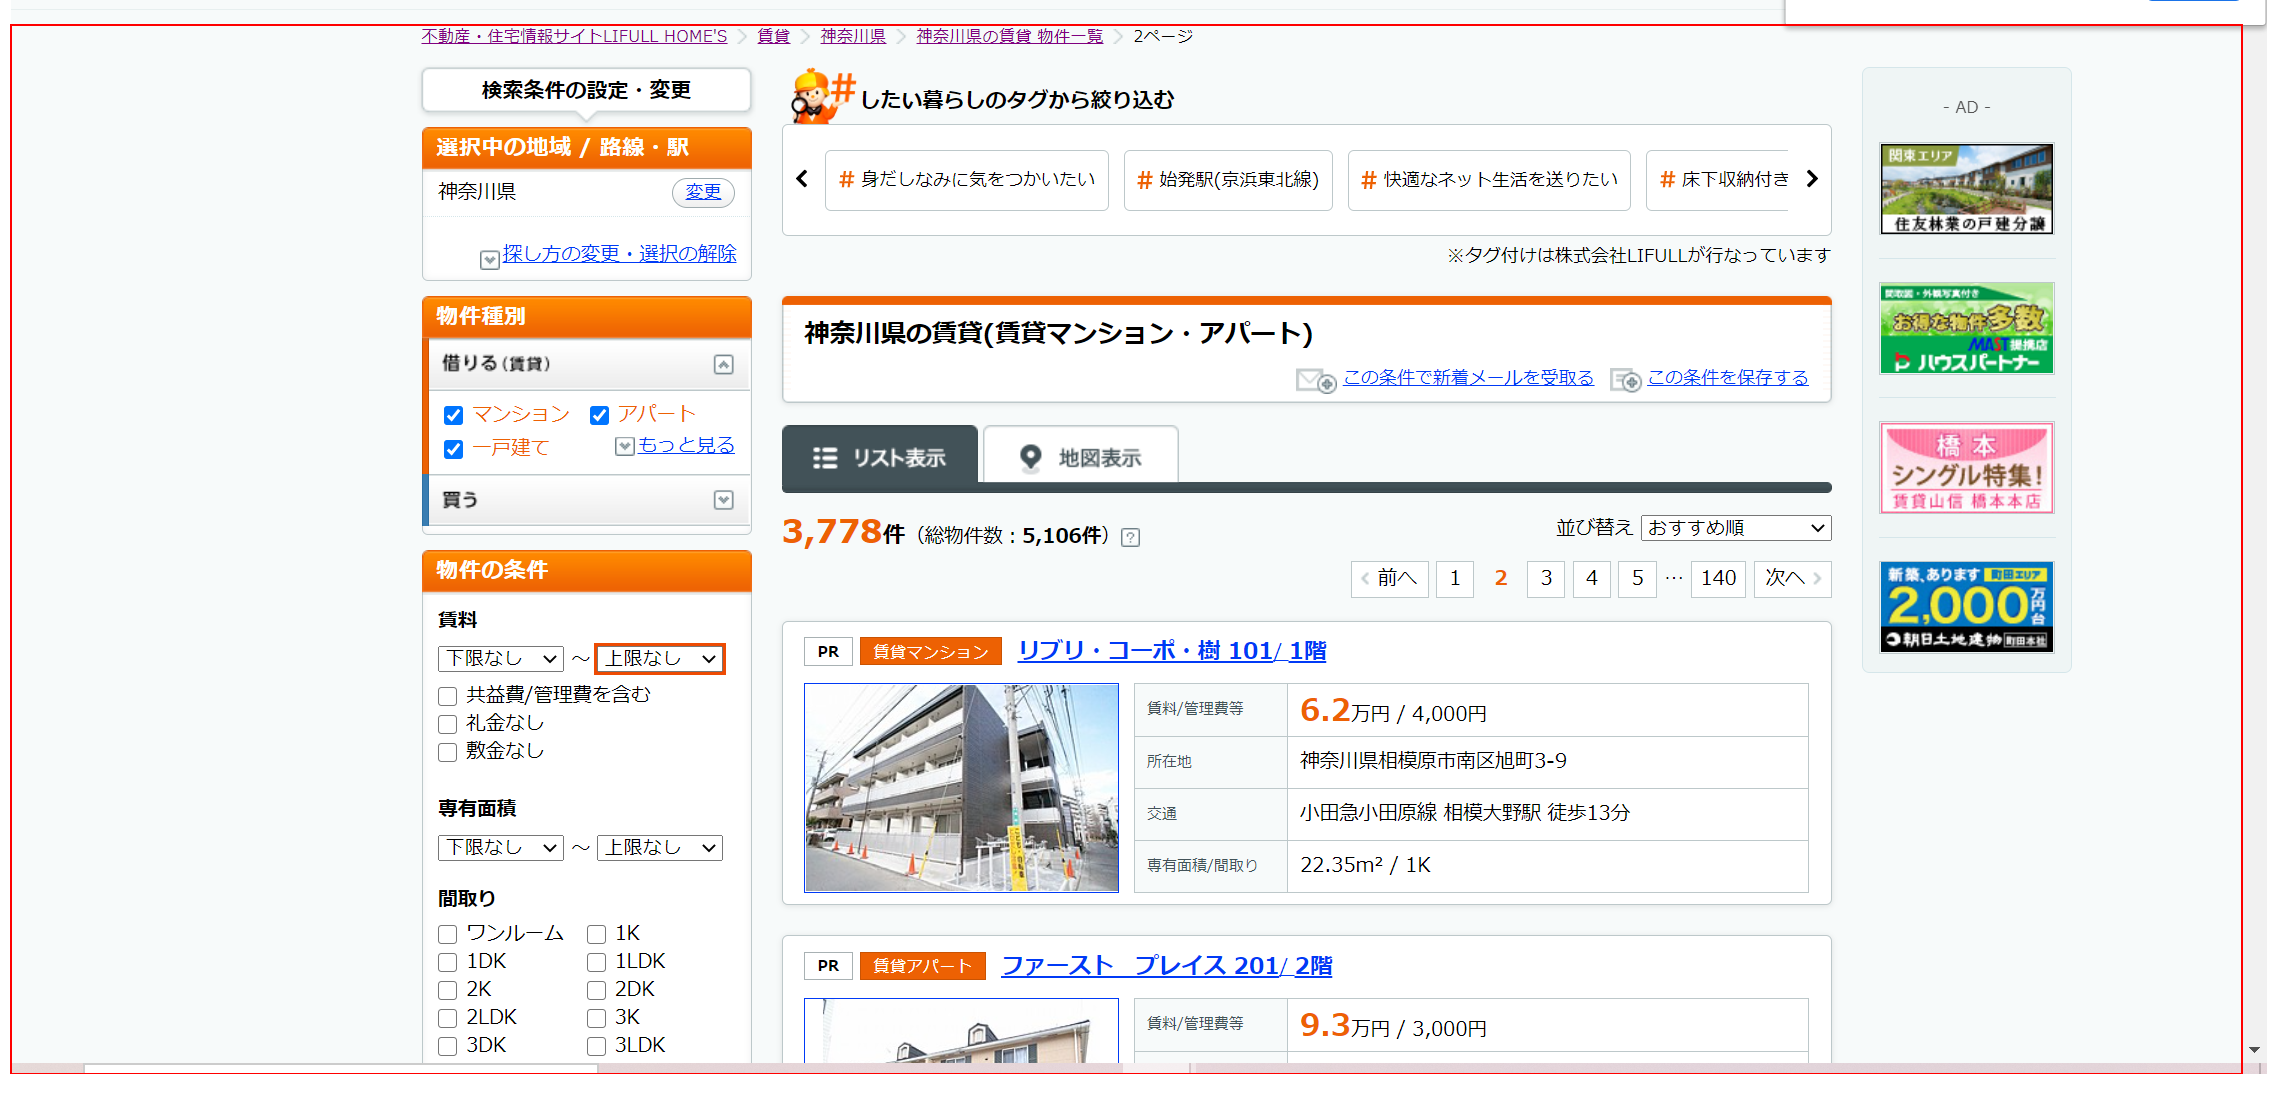 不動産・住宅情報サイトLIFULL HOME'S > 賃貸 > 神奈川県 > 神奈川県の賃貸 物件一覧 > 2ページ
検索条件の設定・変更
選択中の地域 / 路線・駅
神奈川県 変更
探し方の変更・選択の解除
物件種別
借りる(賃貸)
マンション アパート
一戸建て もっと見る
買う
物件の条件
賃料
下限なし ～ 上限なし
共益費/管理費を含む
礼金なし
敷金なし
専有面積
下限なし ～ 上限なし
間取り
ワンルーム 1K
1DK 1LDK
2K 2DK
2LDK 3K
3DK 3LDK
#したい暮らしのタグから絞り込む
# 身だしなみに気をつかいたい # 始発駅(京浜東北線) # 快適なネット生活を送りたい # 床下収納付き
※タグ付けは株式会社LIFULLが行なっています
神奈川県の賃貸(賃貸マンション・アパート)
この条件で新着メールを受取る この条件を保存する
リスト表示 地図表示
3,778件（総物件数：5,106件） ?
並び替え おすすめ順
前へ 1 2 3 4 5 … 140 次へ
PR 賃貸マンション リブリ・コーポ・樹 101/ 1階
賃料/管理費等 6.2万円 / 4,000円
所在地 神奈川県相模原市南区旭町3-9
交通 小田急小田原線 相模大野駅 徒歩13分
専有面積/間取り 22.35m² / 1K
PR 賃貸アパート ファースト　プレイス 201/ 2階
賃料/管理費等 9.3万円 / 3,000円
- AD -
関東エリア
住友林業の戸建分譲
間取図・外観写真付き
お得な物件多数
MAST提携店
ハウスパートナー
橋本
シングル特集!
賃貸山信 橋本本店
新築、あります 町田エリア
2,000万円台
朝日土地建物 町田本社